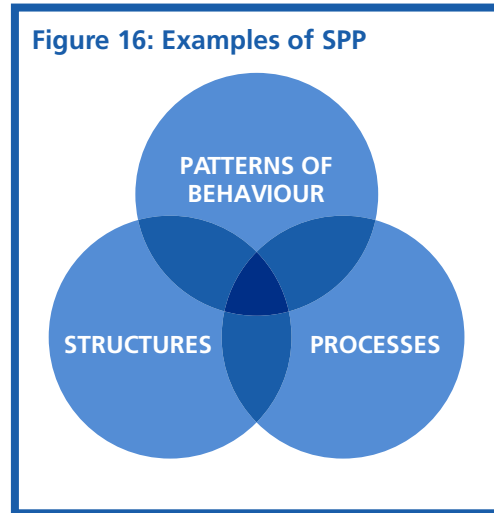 Figure 16: Examples of SPP
PATTERNS OF
BEHAVIOUR
STRUCTURES
PROCESSES